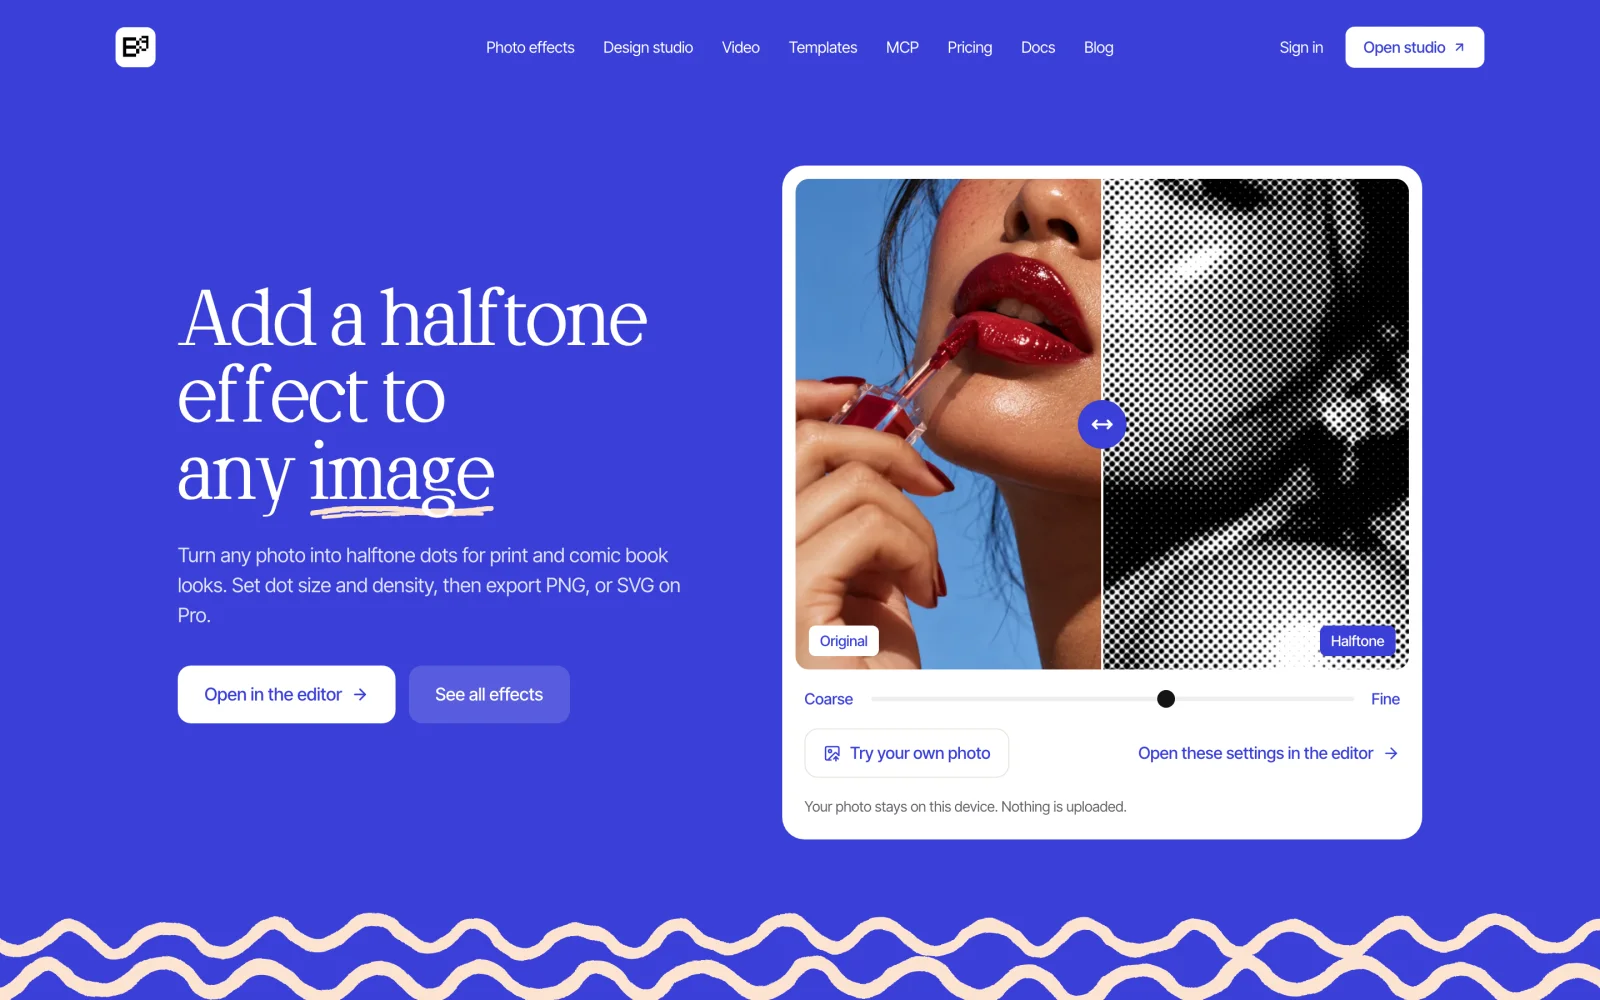 Photo effects
Design studio
Video
Templates
MCP
Pricing
Docs
Blog
Sign in
Open studio
Add a halftone
effect to
any image
Turn any photo into halftone dots for print and comic book
looks. Set dot size and density, then export PNG, or SVG on
Pro.
Open in the editor
See all effects
Original
Halftone
Coarse
Fine
Try your own photo
Open these settings in the editor
Your photo stays on this device. Nothing is uploaded.